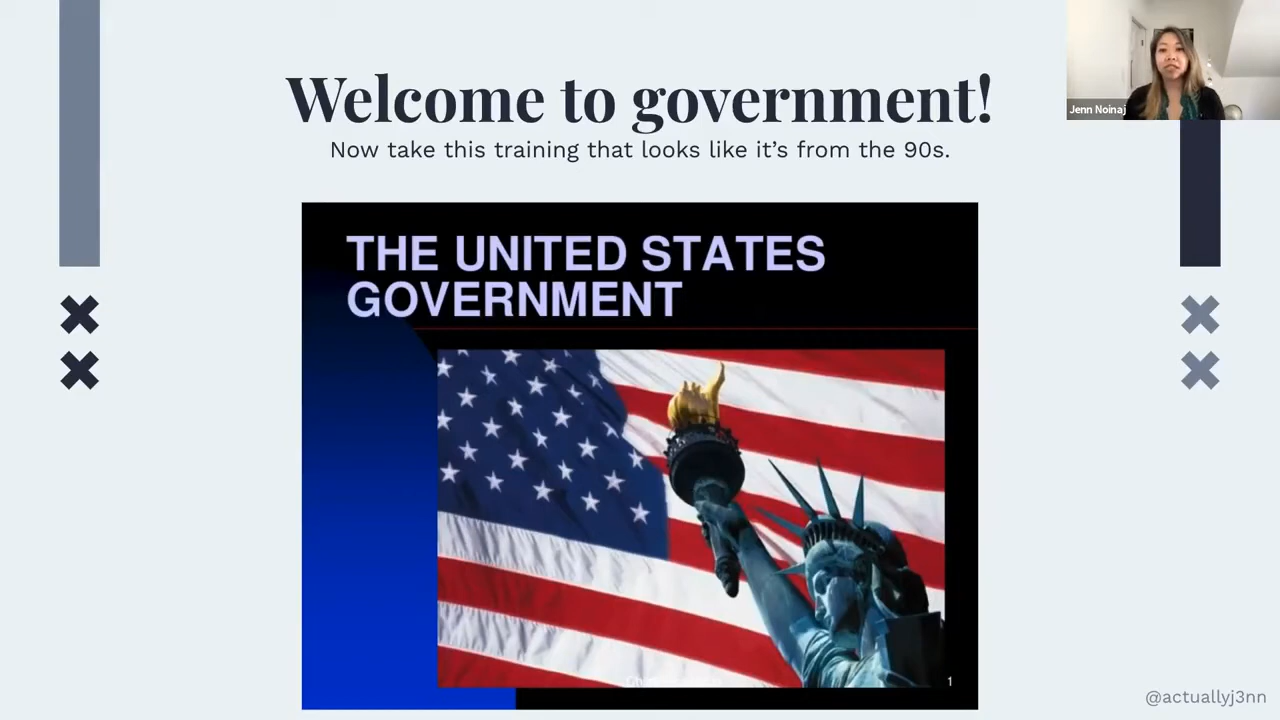 Welcome to government!
Now take this training that looks like it's from the 90s.
Jenn Noinaj
THE UNITED STATES
GOVERNMENT
1
@actuallyj3nn